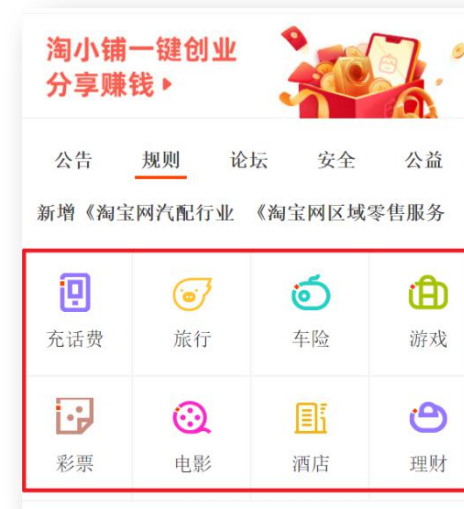 淘小铺一键创业
分享赚钱
公告 规则 论坛 安全 公益
新增《淘宝网汽配行业 《淘宝网区域零售服务
充话费 旅行 车险 游戏
彩票 电影 酒店 理财